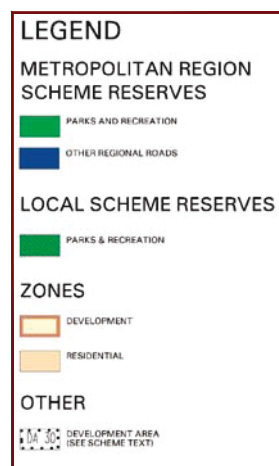 LEGEND
METROPOLITAN REGION
SCHEME RESERVES
PARKS AND RECREATION
OTHER REGIONAL ROADS
LOCAL SCHEME RESERVES
PARKS & RECREATION
ZONES
DEVELOPMENT
RESIDENTIAL
OTHER
DA 30 DEVELOPMENT AREA
(SEE SCHEME TEXT)